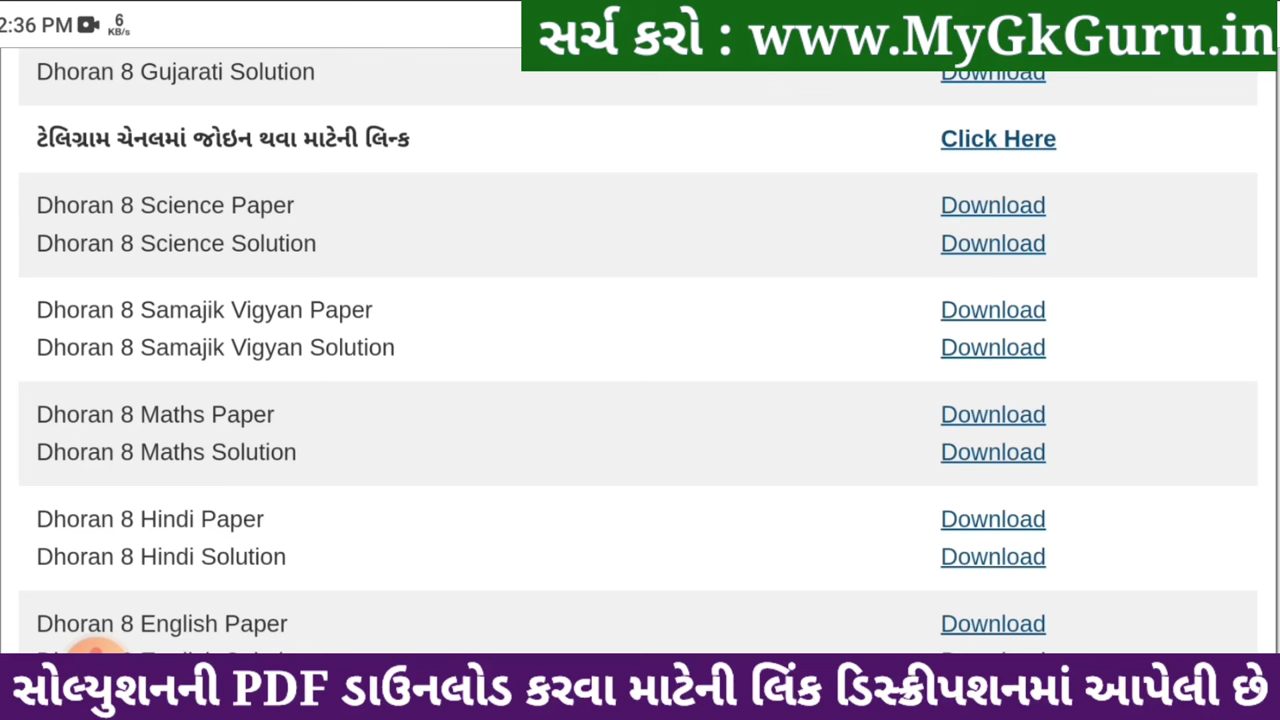 2:36 PM 6 KB/s
સર્ચ કરો : www.MyGkGuru.in
Dhoran 8 Gujarati Solution Download
ટેલિગ્રામ ચેનલમાં જોઇન થવા માટેની લિન્ક Click Here
Dhoran 8 Science Paper Download
Dhoran 8 Science Solution Download
Dhoran 8 Samajik Vigyan Paper Download
Dhoran 8 Samajik Vigyan Solution Download
Dhoran 8 Maths Paper Download
Dhoran 8 Maths Solution Download
Dhoran 8 Hindi Paper Download
Dhoran 8 Hindi Solution Download
Dhoran 8 English Paper Download
સોલ્યુશનની PDF ડાઉનલોડ કરવા માટેની લિંક ડિસ્ક્રીપશનમાં આપેલી છે